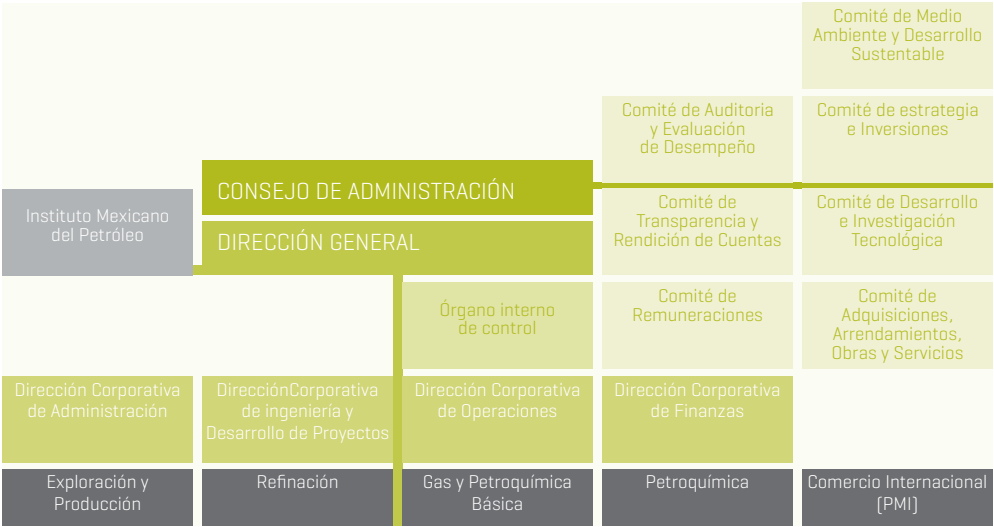 Comité de Medio
Ambiente y Desarrollo
Sustentable
Comité de Auditoria
y Evaluación
de Desempeño
Comité de estrategia
e Inversiones
CONSEJO DE ADMINISTRACIÓN
Instituto Mexicano
del Petróleo
DIRECCIÓN GENERAL
Comité de
Transparencia y
Rendición de Cuentas
Comité de Desarrollo
e Investigación
Tecnológica
Órgano interno
de control
Comité de
Remuneraciones
Comité de
Adquisiciones,
Arrendamientos,
Obras y Servicios
Dirección Corporativa
de Administración
DirecciónCorporativa
de ingeniería y
Desarrollo de Proyectos
Dirección Corporativa
de Operaciones
Dirección Corporativa
de Finanzas
Exploración y
Producción
Refinación
Gas y Petroquímica
Básica
Petroquímica
Comercio Internacional
(PMI)